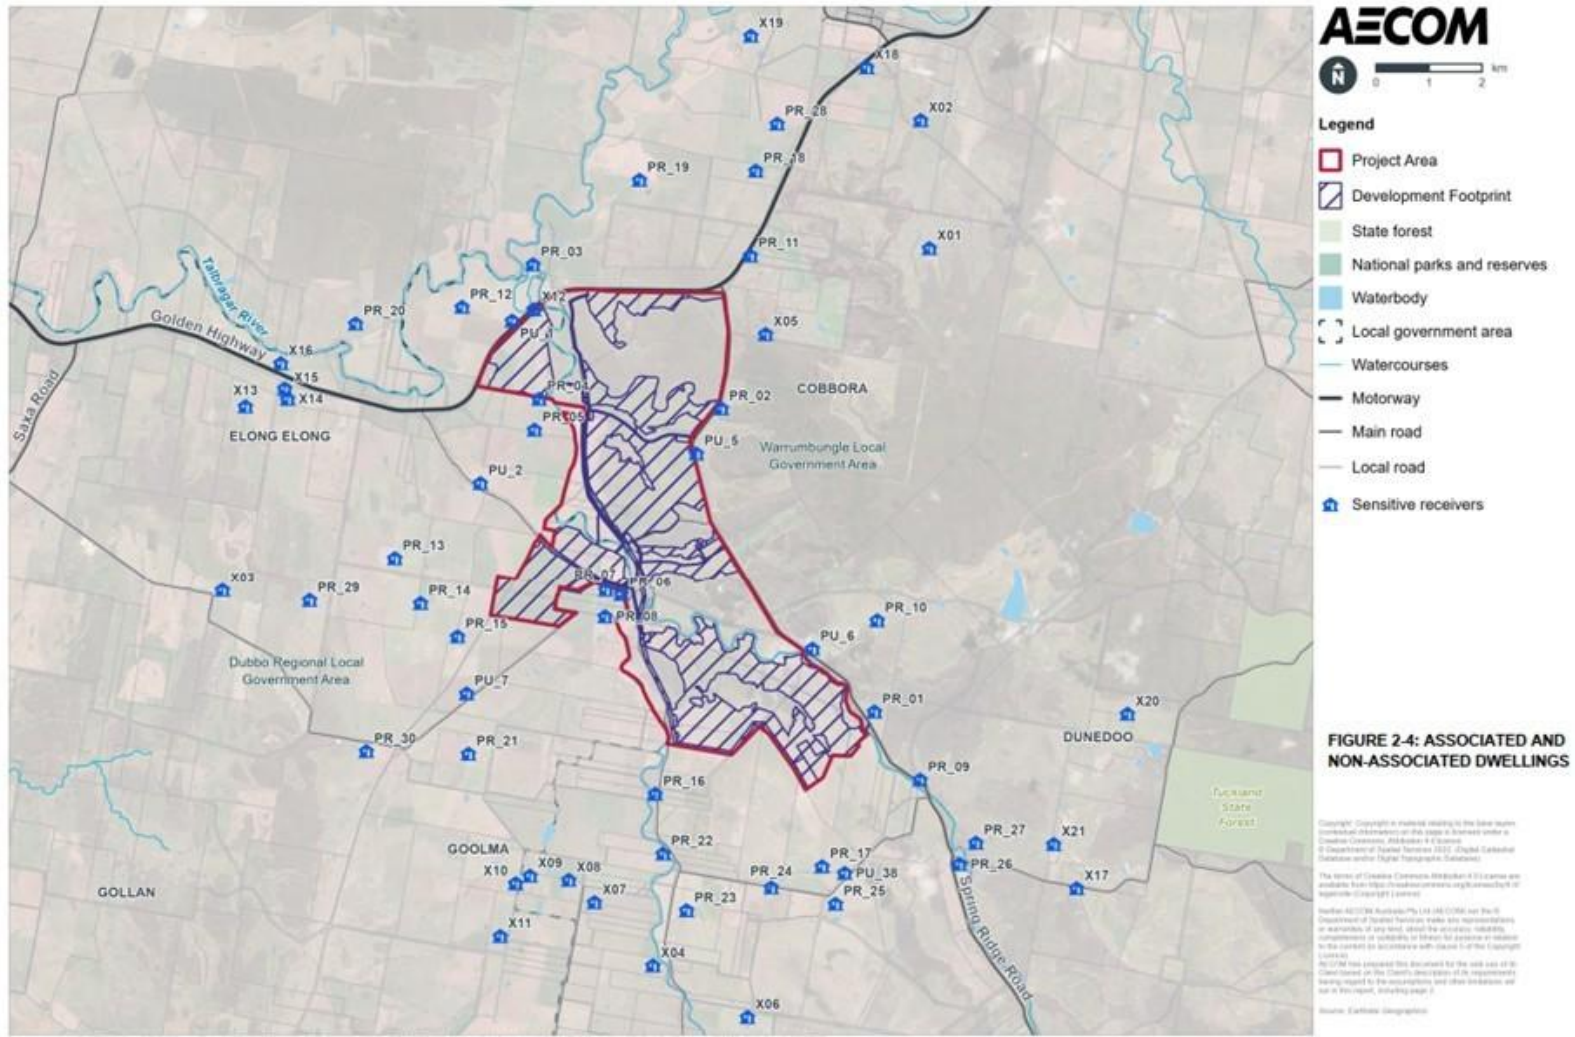 AECOM
N
0 1 2 km
Legend
Project Area
Development Footprint
State forest
National parks and reserves
Waterbody
Local government area
Watercourses
Motorway
Main road
Local road
Sensitive receivers
FIGURE 2-4: ASSOCIATED AND
NON-ASSOCIATED DWELLINGS
X19
X18
PR_28
X02
PR_18
PR_19
X01
PR_11
PR_03
PR_12
X12
PR_20
PU_1
X05
Talbragar River
Golden Highway
X16
X15
X13
X14
Saxa Road
ELONG ELONG
PR_04
PR_05
PR_02
COBBORA
PU_5
Warrumbungle Local
Government Area
PU_2
PR_13
X03
PR_29
PR_14
PR_07
PR_06
PR_08
PR_15
PR_10
PU_6
Dubbo Regional Local
Government Area
PU_7
PR_01
X20
DUNEDOO
PR_30
PR_21
PR_16
PR_09
Tuckland
State
Forest
PR_22
GOOLMA
PR_27
X21
PR_26
PR_17
PU_38
PR_24
PR_25
X17
X10
X09
X08
X07
PR_23
GOLLAN
X11
X04
X06
Spring Ridge Road